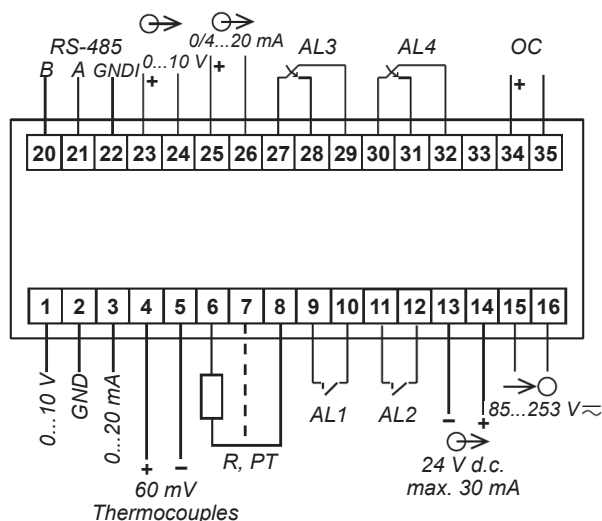 RS-485
0/4...20 mA
AL3
AL4
OC
B A GNDI 0...10 V
+ + +
20 21 22 23 24 25 26 27 28 29 30 31 32 33 34 35
1 2 3 4 5 6 7 8 9 10 11 12 13 14 15 16
0...10 V
GND
0...20 mA
+ −
60 mV
Thermocouples
R, PT
AL1
AL2
− +
24 V d.c.
max. 30 mA
85...253 V